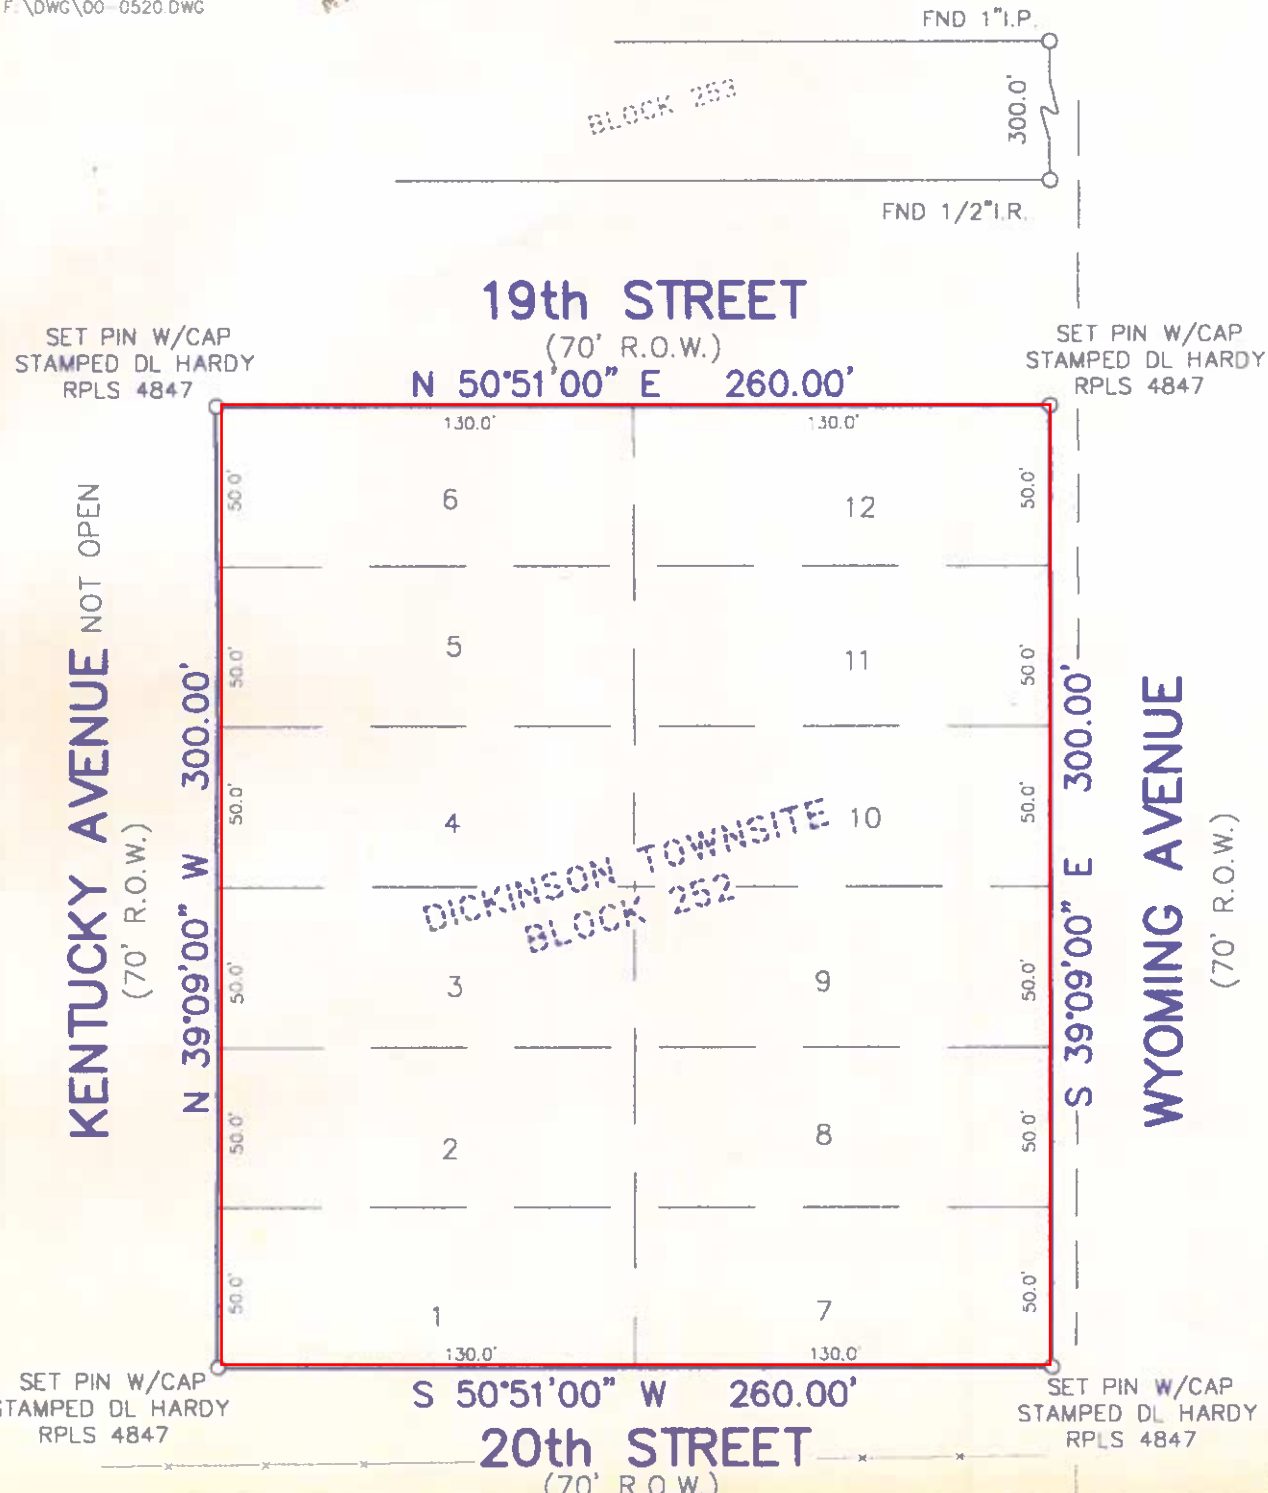 F:\DWG\00-0520.DWG
FND 1"I.P.
BLOCK 253
300.0'
FND 1/2"I.R.
19th STREET
(70' R.O.W.)
N 50°51'00" E 260.00'
SET PIN W/CAP
STAMPED DL HARDY
RPLS 4847
SET PIN W/CAP
STAMPED DL HARDY
RPLS 4847
130.0'
130.0'
50.0'
6
12
50.0'
KENTUCKY AVENUE NOT OPEN
(70' R.O.W.)
N 39°09'00" W 300.00'
50.0'
5
11
50.0'
50.0'
4
10
50.0'
DICKINSON TOWNSITE
BLOCK 252
S 39°09'00" E 300.00'
WYOMING AVENUE
(70' R.O.W.)
50.0'
3
9
50.0'
50.0'
2
8
50.0'
50.0'
1
7
50.0'
130.0'
130.0'
S 50°51'00" W 260.00'
SET PIN W/CAP
STAMPED DL HARDY
RPLS 4847
SET PIN W/CAP
STAMPED DL HARDY
RPLS 4847
20th STREET
(70' R.O.W.)